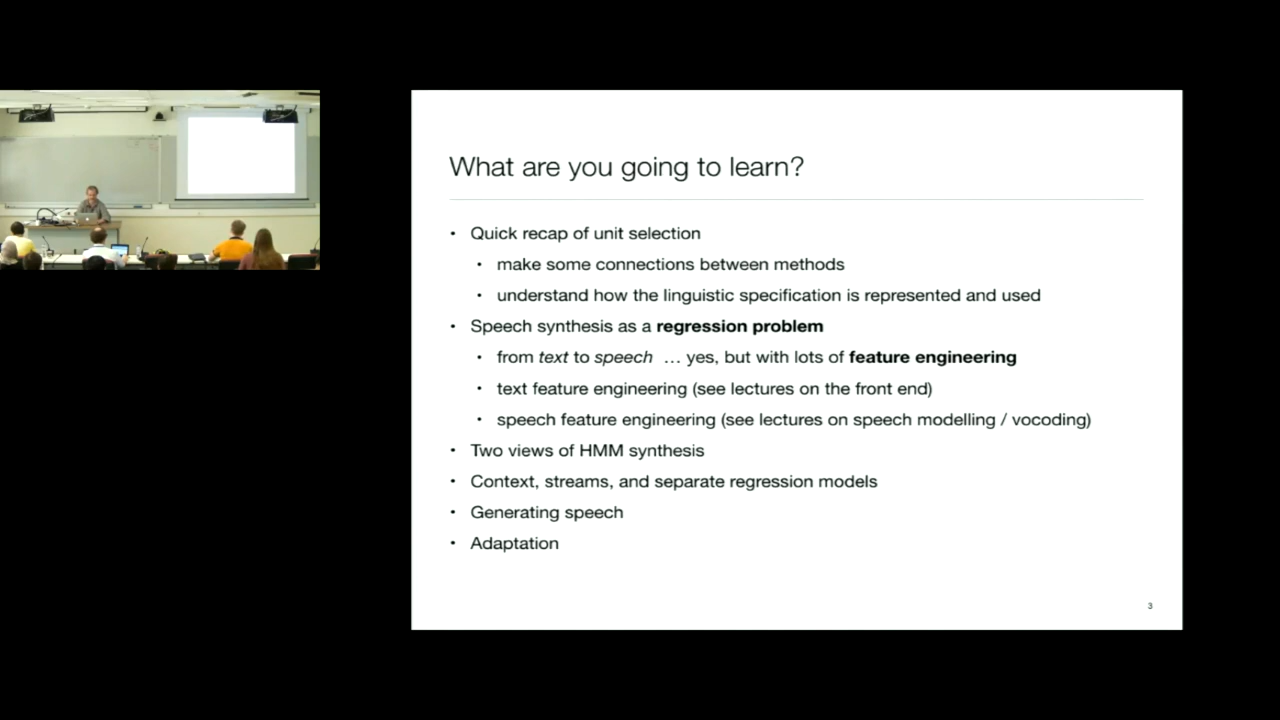 What are you going to learn?
• Quick recap of unit selection
• make some connections between methods
• understand how the linguistic specification is represented and used
• Speech synthesis as a regression problem
• from text to speech … yes, but with lots of feature engineering
• text feature engineering (see lectures on the front end)
• speech feature engineering (see lectures on speech modelling / vocoding)
• Two views of HMM synthesis
• Context, streams, and separate regression models
• Generating speech
• Adaptation
3